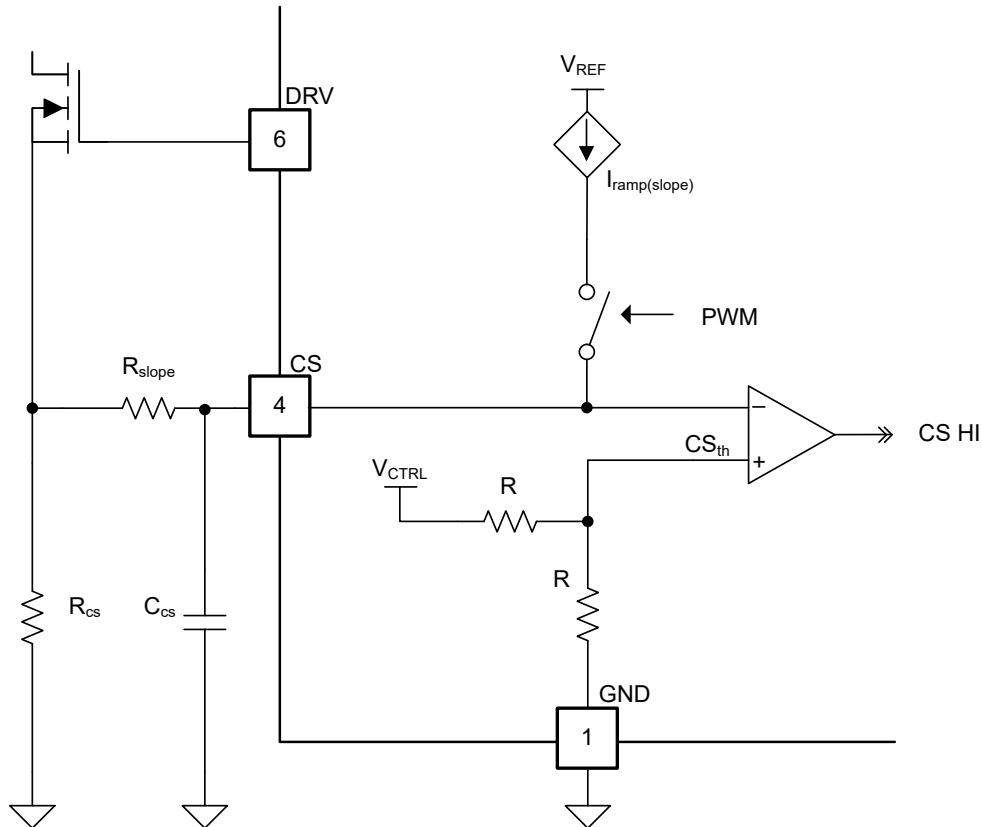 V_REF
DRV
6
I_ramp(slope)
PWM
R_slope
CS
4
−
CS_th
+
CS HI
V_CTRL
R
R
R_cs
C_cs
GND
1